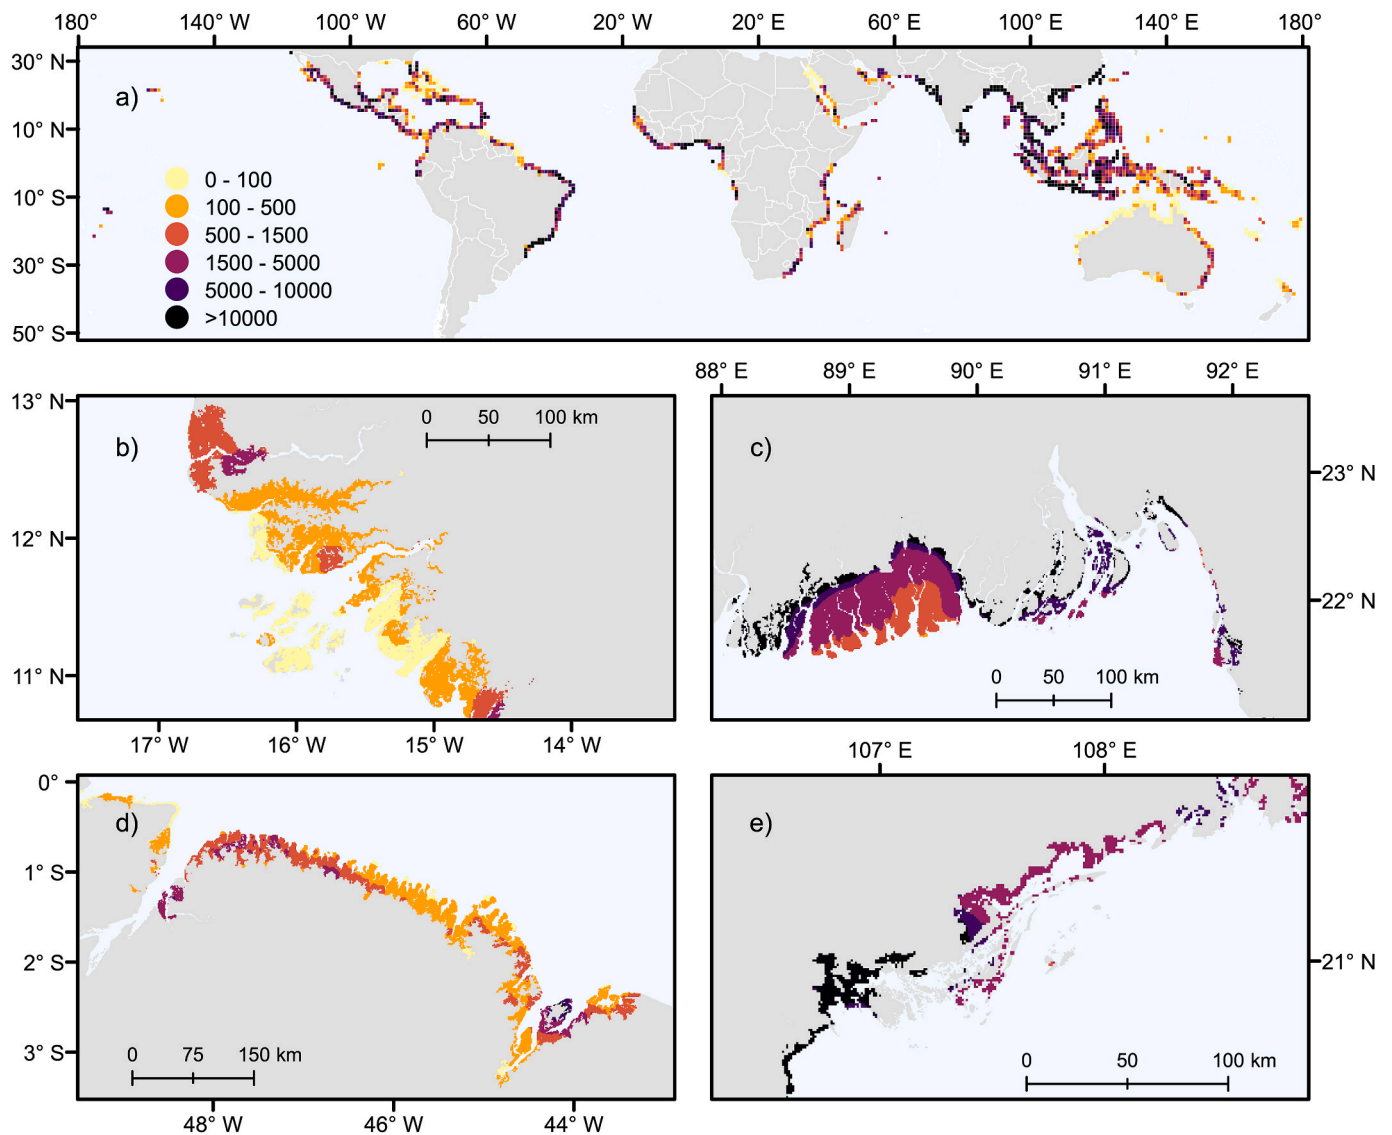 180° 140° W 100° W 60° W 20° W 20° E 60° E 100° E 140° E 180°
30° N
a)
10° N
0 - 100
10° S
100 - 500
500 - 1500
30° S
1500 - 5000
5000 - 10000
50° S
>10000
88° E 89° E 90° E 91° E 92° E
13° N
0 50 100 km
b)
12° N
11° N
17° W 16° W 15° W 14° W
c)
23° N
22° N
0 50 100 km
107° E 108° E
0°
d)
1° S
2° S
3° S
0 75 150 km
48° W 46° W 44° W
e)
21° N
0 50 100 km